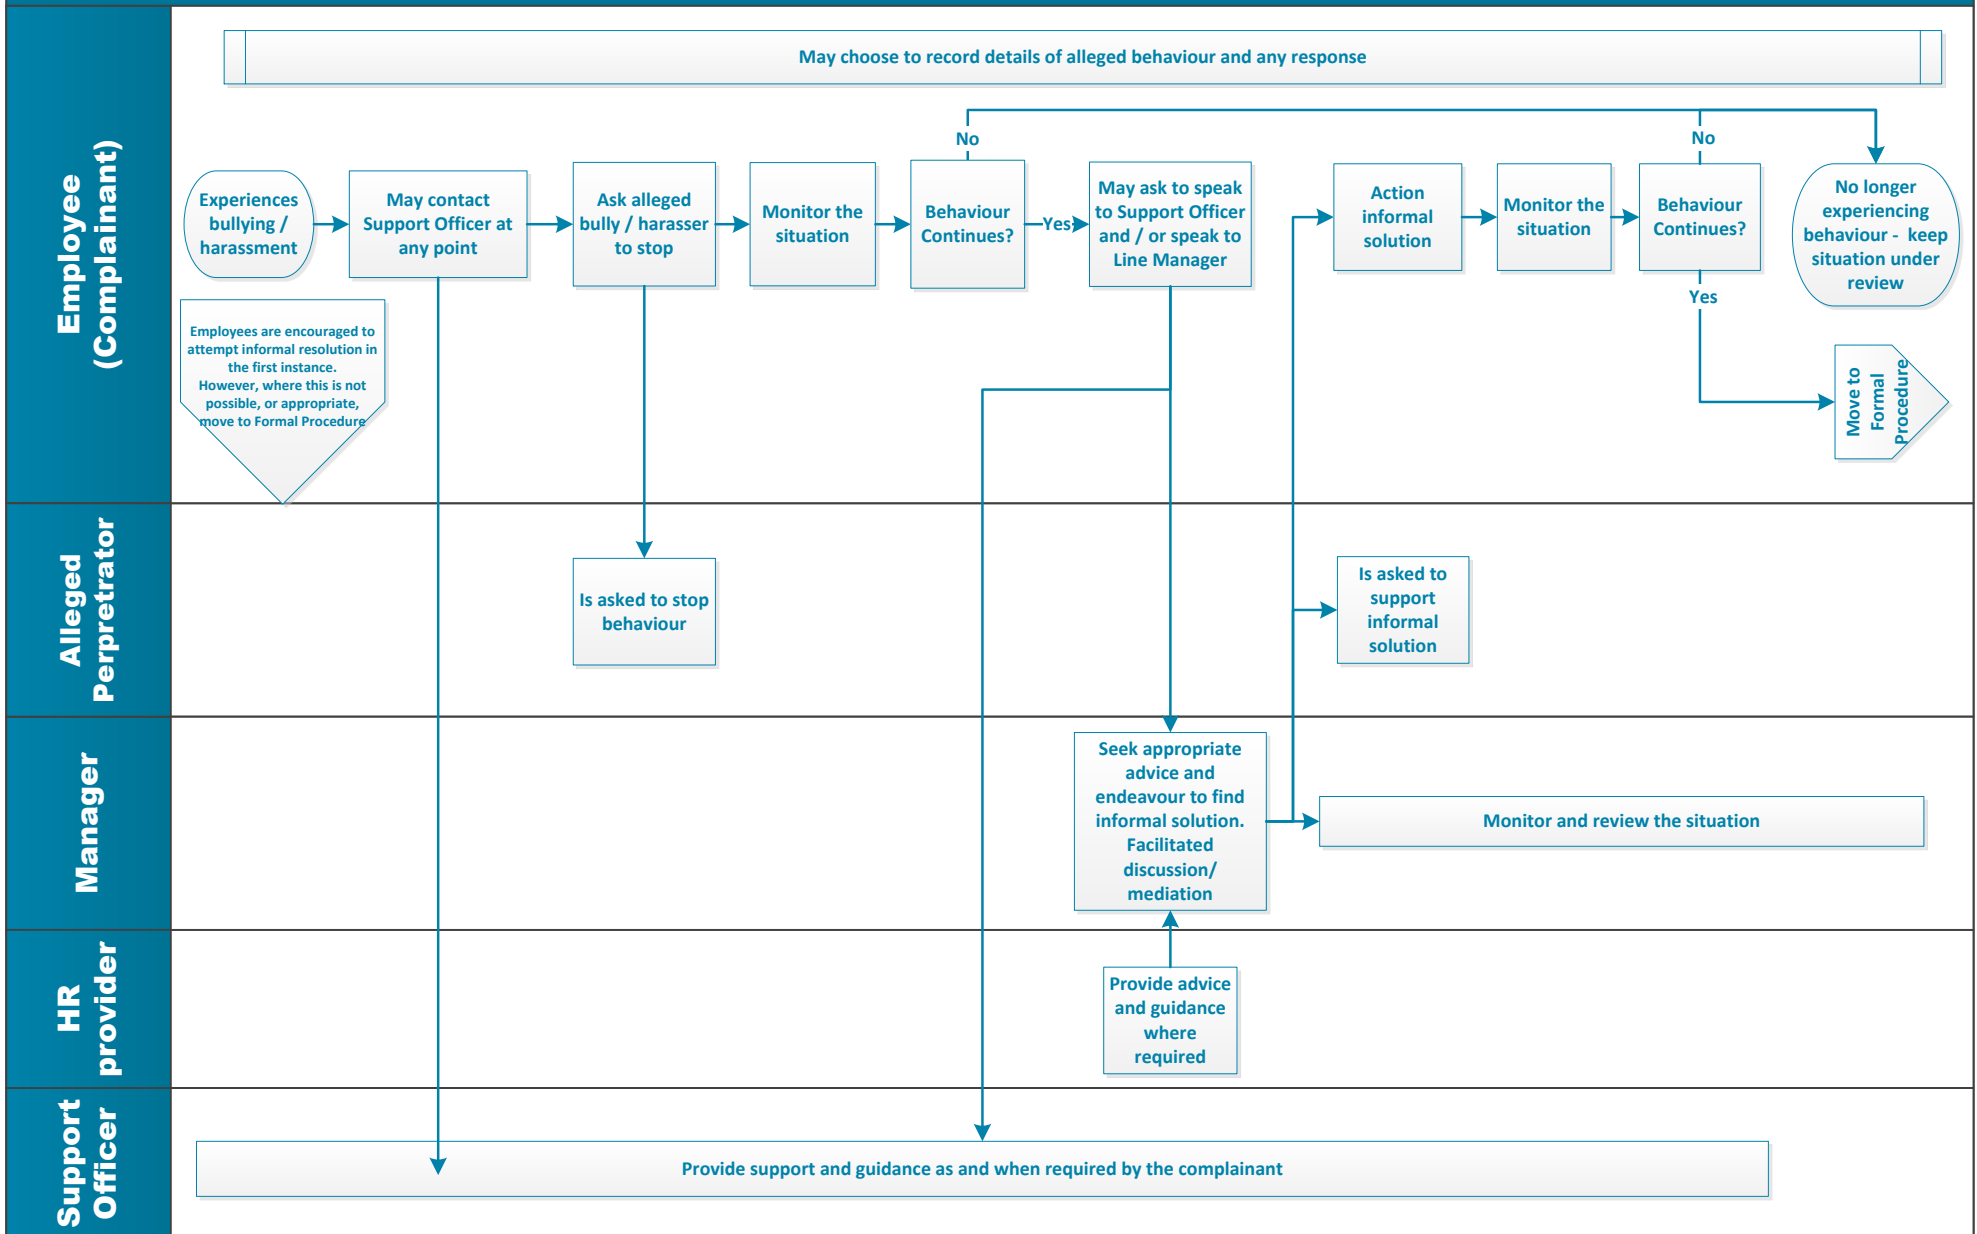 Employee
(Complainant)
May choose to record details of alleged behaviour and any response
Experiences
bullying /
harassment
May contact
Support Officer at
any point
Ask alleged
bully / harasser
to stop
Monitor the
situation
No
Behaviour
Continues?
Yes
May ask to speak
to Support Officer
and / or speak to
Line Manager
Action
informal
solution
Monitor the
situation
No
Behaviour
Continues?
Yes
No longer
experiencing
behaviour - keep
situation under
review
Employees are encouraged to
attempt informal resolution in
the first instance.
However, where this is not
possible, or appropriate,
move to Formal Procedure
Move to
Formal
Procedure
Alleged
Perpretrator
Is asked to stop
behaviour
Is asked to
support
informal
solution
Manager
Seek appropriate
advice and
endeavour to find
informal solution.
Facilitated
discussion/
mediation
Monitor and review the situation
HR
provider
Provide advice
and guidance
where
required
Support
Officer
Provide support and guidance as and when required by the complainant